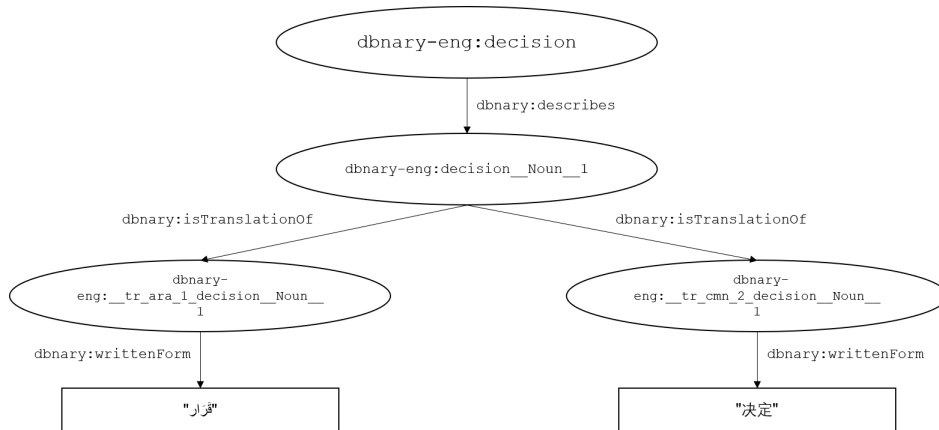 dbnary-eng:decision
dbnary:describes
dbnary-eng:decision__Noun__1
dbnary:isTranslationOf
dbnary:isTranslationOf
dbnary-
eng:__tr_ara_1_decision__Noun__
1
dbnary-
eng:__tr_cmn_2_decision__Noun__
1
dbnary:writtenForm
dbnary:writtenForm
"قَرَار"
"决定"